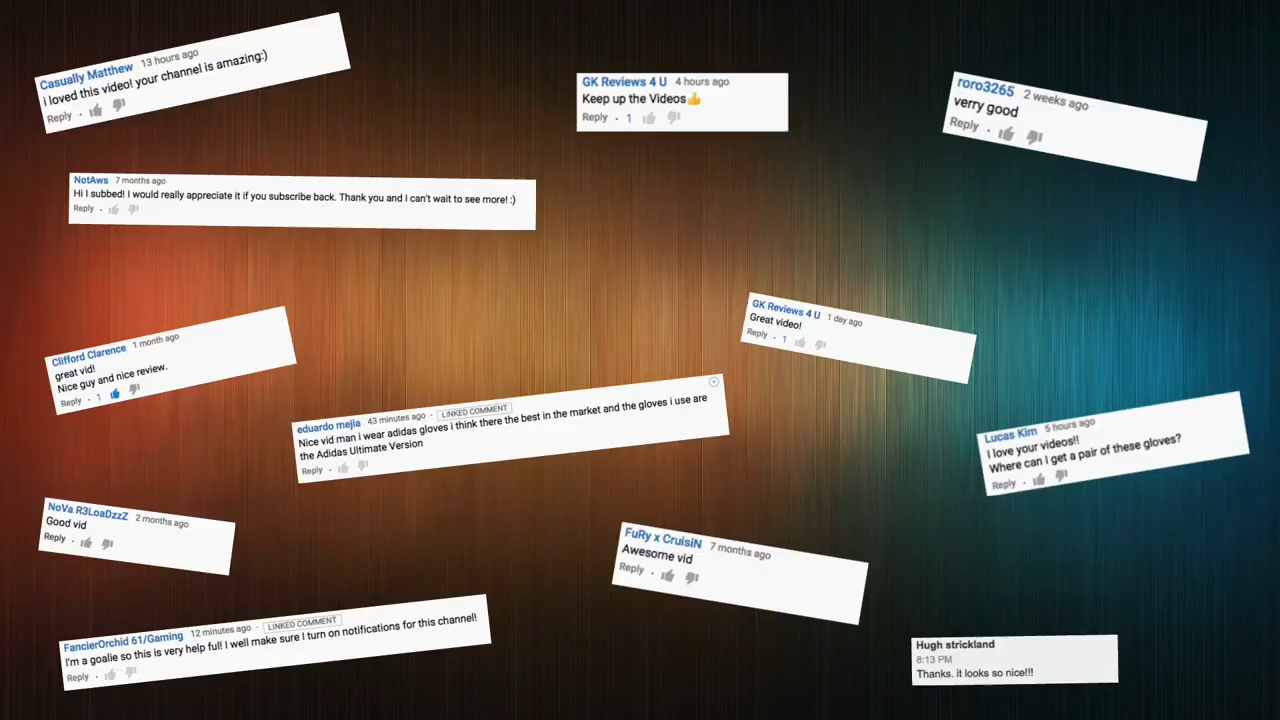 Casually Matthew 13 hours ago
i loved this video! your channel is amazing:)
Reply ·
GK Reviews 4 U 4 hours ago
Keep up the Videos👍
Reply · 1
roro3265 2 weeks ago
verry good
Reply ·
NotAws 7 months ago
Hi I subbed! I would really appreciate it if you subscribe back. Thank you and I can't wait to see more! :)
Reply ·
GK Reviews 4 U 1 day ago
Great video!
Reply · 1
Clifford Clarence 1 month ago
great vid!
Nice guy and nice review.
Reply · 1
eduardo mejia 43 minutes ago · LINKED COMMENT
Nice vid man i wear adidas gloves i think there the best in the market and the gloves i use are
the Adidas Ultimate Version
Reply ·
Lucas Kim 5 hours ago
I love your videos!!
Where can I get a pair of these gloves?
Reply ·
NoVa R3LoaDzzZ 2 months ago
Good vid
Reply ·
FuRy x CruisiN 7 months ago
Awesome vid
Reply ·
FancierOrchid 61/Gaming 12 minutes ago · LINKED COMMENT
I'm a goalie so this is very help ful! I well make sure I turn on notifications for this channel!
Reply ·
Hugh strickland
8:13 PM
Thanks. it looks so nice!!!